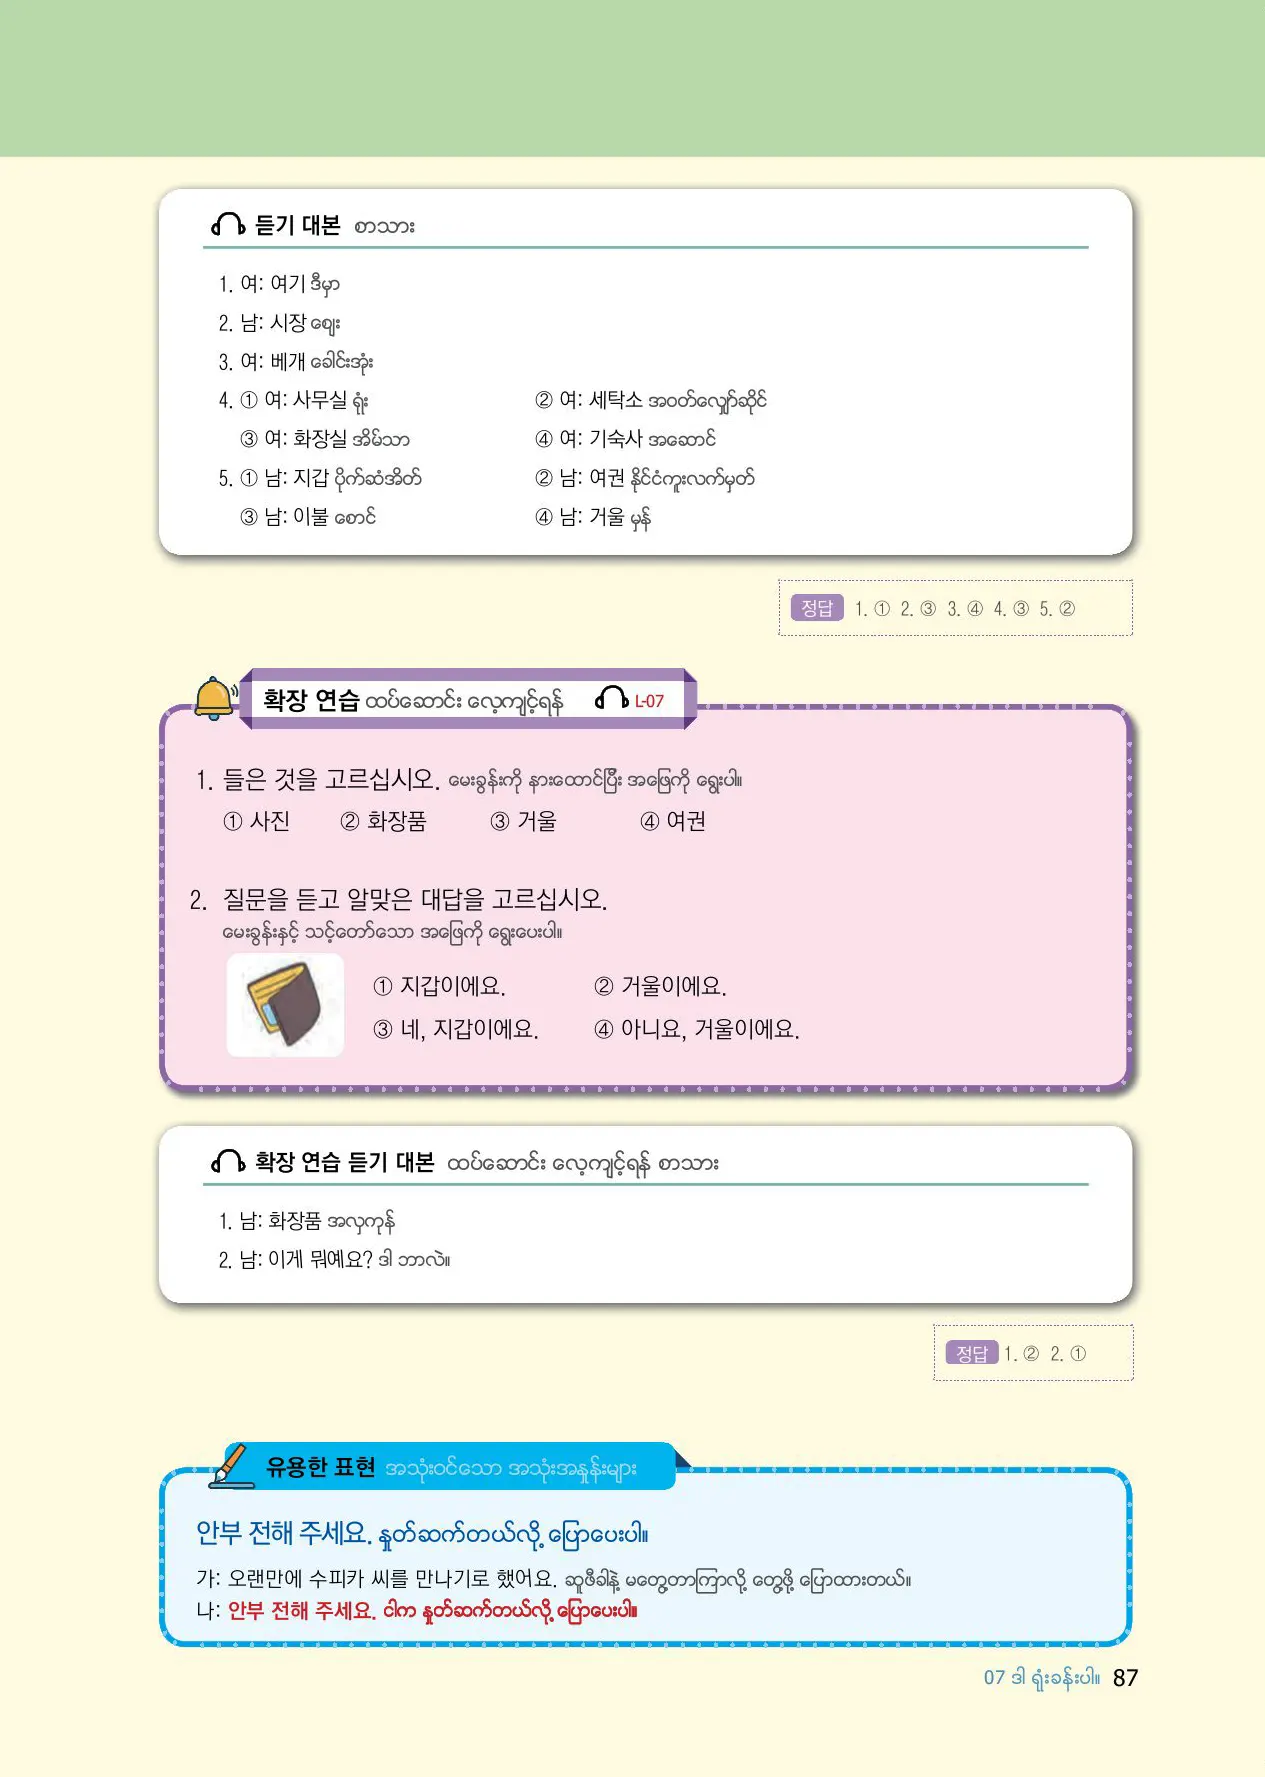 듣기 대본 စာသား
1. 여: 여기 ဒီမှာ
2. 남: 시장 ဈေး
3. 여: 베개 ခေါင်းအုံး
4. ① 여: 사무실 ရုံး ② 여: 세탁소 အဝတ်လျှော်ဆိုင်
③ 여: 화장실 အိမ်သာ ④ 여: 기숙사 အဆောင်
5. ① 남: 지갑 ပိုက်ဆံအိတ် ② 남: 여권 နိုင်ငံကူးလက်မှတ်
③ 남: 이불 စောင် ④ 남: 거울 မှန်
정답 1. ① 2. ③ 3. ④ 4. ③ 5. ②
확장 연습 ထပ်ဆောင်း လေ့ကျင့်ရန် L-07
1. 들은 것을 고르십시오. မေးခွန်းကို နားထောင်ပြီး အဖြေကို ရွေးပါ။
① 사진 ② 화장품 ③ 거울 ④ 여권
2. 질문을 듣고 알맞은 대답을 고르십시오.
မေးခွန်းနှင့် သင့်တော်သော အဖြေကို ရွေးပေးပါ။
① 지갑이에요. ② 거울이에요.
③ 네, 지갑이에요. ④ 아니요, 거울이에요.
확장 연습 듣기 대본 ထပ်ဆောင်း လေ့ကျင့်ရန် စာသား
1. 남: 화장품 အလှကုန်
2. 남: 이게 뭐예요? ဒါ ဘာလဲ။
정답 1. ② 2. ①
유용한 표현 အသုံးဝင်သော အသုံးအနှုန်းများ
안부 전해 주세요. နှုတ်ဆက်တယ်လို့ ပြောပေးပါ။
가: 오랜만에 수피카 씨를 만나기로 했어요. ဆူဖီခါနဲ့ မတွေ့တာကြာလို့ တွေ့ဖို့ ပြောထားတယ်။
나: 안부 전해 주세요. ငါက နှုတ်ဆက်တယ်လို့ ပြောပေးပါ။
07 ဒါ ရုံးခန်းပါ။ 87